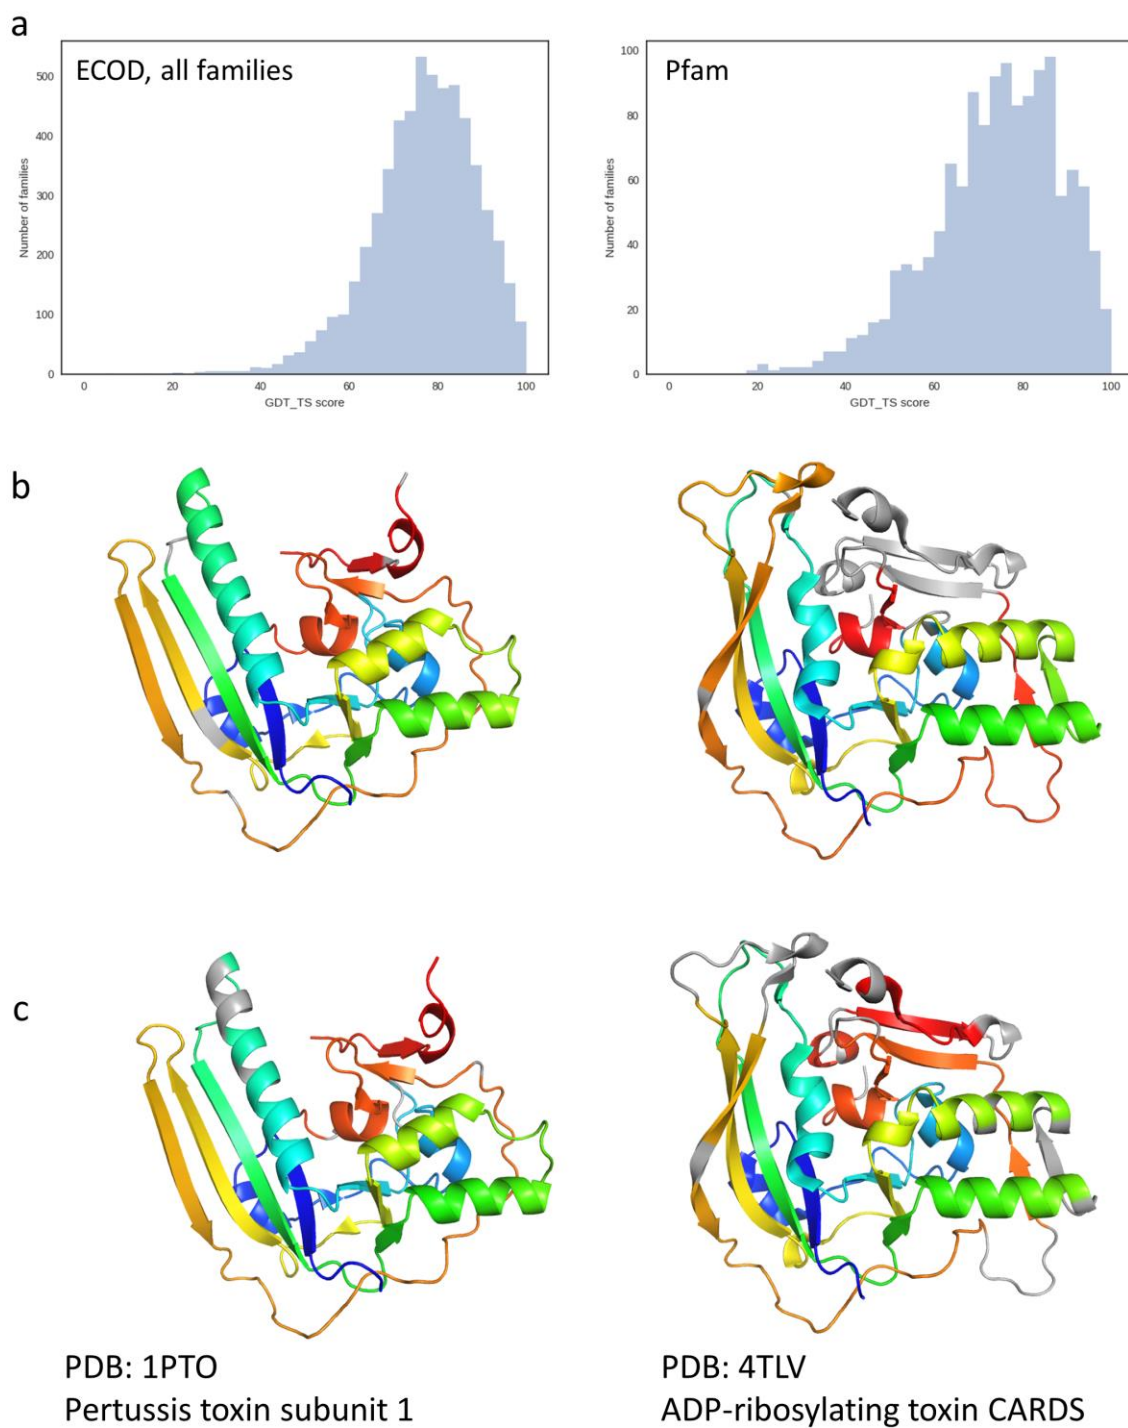 a
ECOD, all families
Number of families
500
400
300
200
100
0
0 20 40 60 80 100
GDT_TS score
Pfam
Number of families
100
80
60
40
20
0
0 20 40 60 80 100
GDT_TS score
b
c
PDB: 1PTO
Pertussis toxin subunit 1
PDB: 4TLV
ADP-ribosylating toxin CARDS